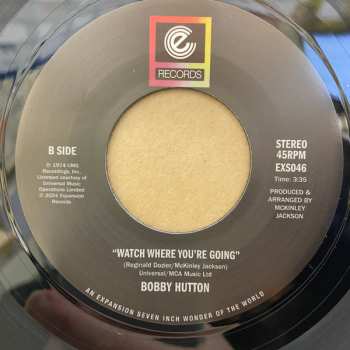 e
RECORDS
B SIDE
℗ 1974 UMG
Recordings, Inc.
Licensed courtesy of
Universal Music
Operations Limited
© 2024 Expansion
Records
STEREO
45RPM
EXS046
Time: 3:35
PRODUCED &
ARRANGED BY
MCKINLEY
JACKSON
"WATCH WHERE YOU'RE GOING"
(Reginald Dozier/McKinley Jackson)
Universal/MCA Music Ltd
BOBBY HUTTON
AN EXPANSION SEVEN INCH WONDER OF THE WORLD